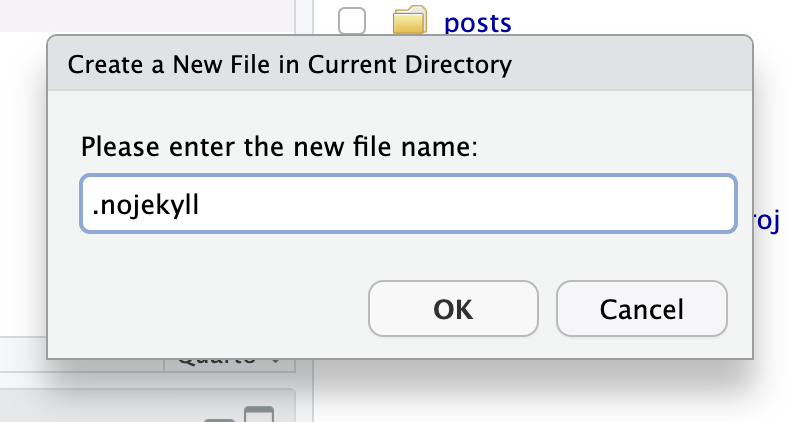 posts
Create a New File in Current Directory
Please enter the new file name:
.nojekyll
roj
OK
Cancel
Quarto